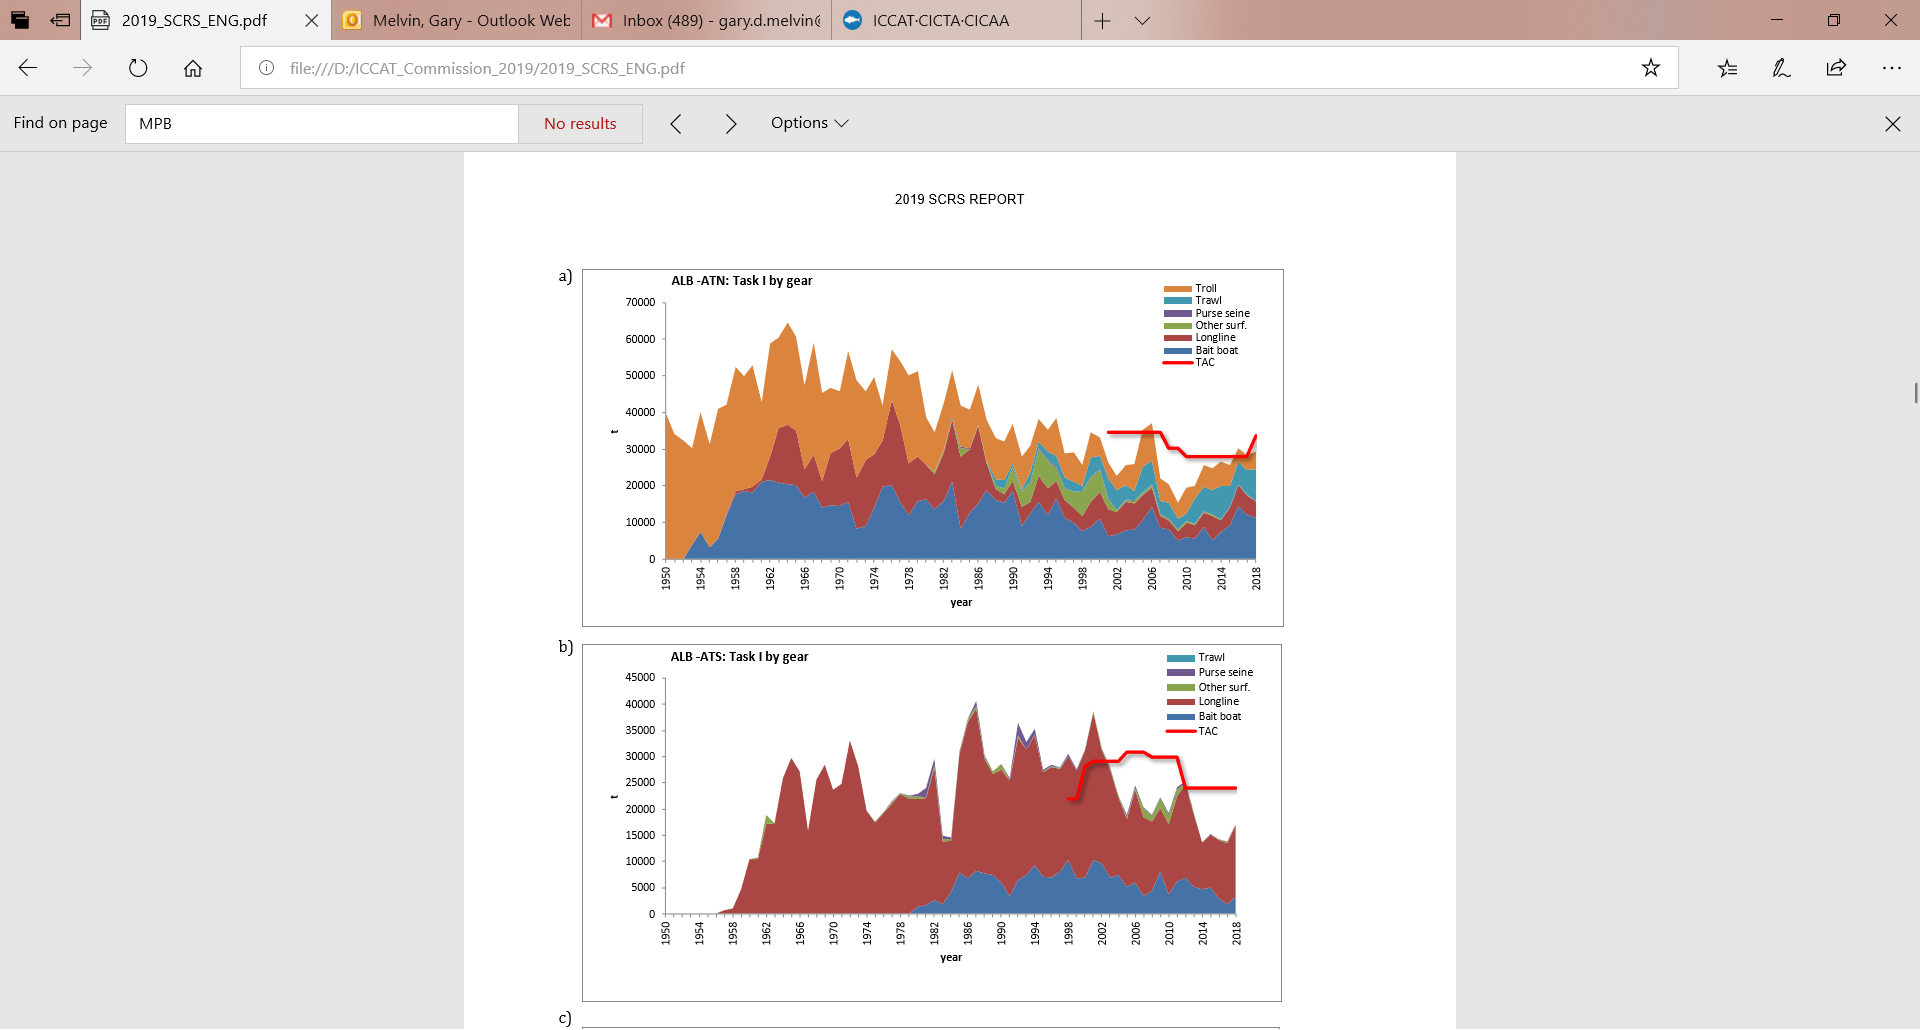 2019_SCRS_ENG.pdf
Melvin, Gary - Outlook Web
Inbox (489) - gary.d.melvin@
ICCAT·CICTA·CICAA
file:///D:/ICCAT_Commission_2019/2019_SCRS_ENG.pdf
Find on page
MPB
No results
Options
2019 SCRS REPORT
a)
ALB -ATN: Task I by gear
Troll
Trawl
Purse seine
Other surf.
Longline
Bait boat
TAC
70000
60000
50000
40000
30000
20000
10000
0
t
1950 1954 1958 1962 1966 1970 1974 1978 1982 1986 1990 1994 1998 2002 2006 2010 2014 2018
year
b)
ALB -ATS: Task I by gear
Trawl
Purse seine
Other surf.
Longline
Bait boat
TAC
45000
40000
35000
30000
25000
20000
15000
10000
5000
0
t
1950 1954 1958 1962 1966 1970 1974 1978 1982 1986 1990 1994 1998 2002 2006 2010 2014 2018
year
c)